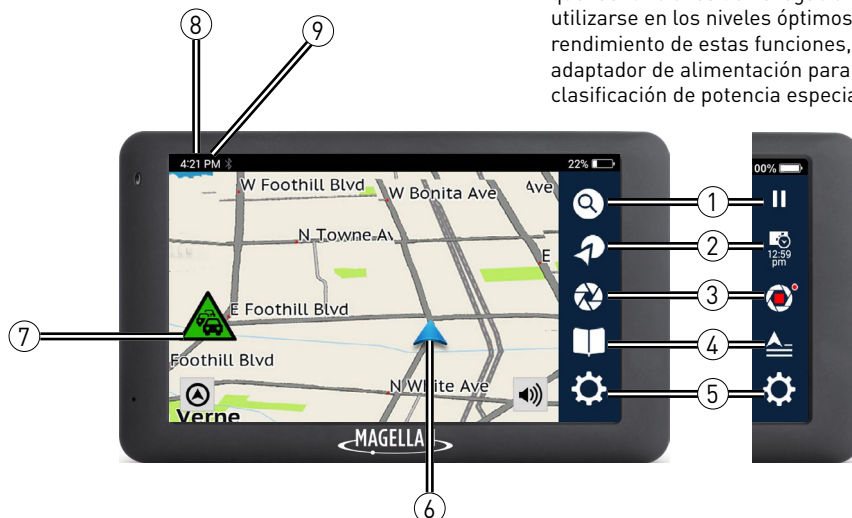 utilizarse en los niveles óptimos
rendimiento de estas funciones,
adaptador de alimentación para
clasificación de potencia especia
8
9
4:21 PM
22%
00%
W Foothill Blvd
W Bonita Ave
Ave
N Towne Av
E
E Foothill Blvd
Foothill Blvd
N White Ave
Verne
1
2
12:59
pm
3
4
5
7
MAGELLAN
6